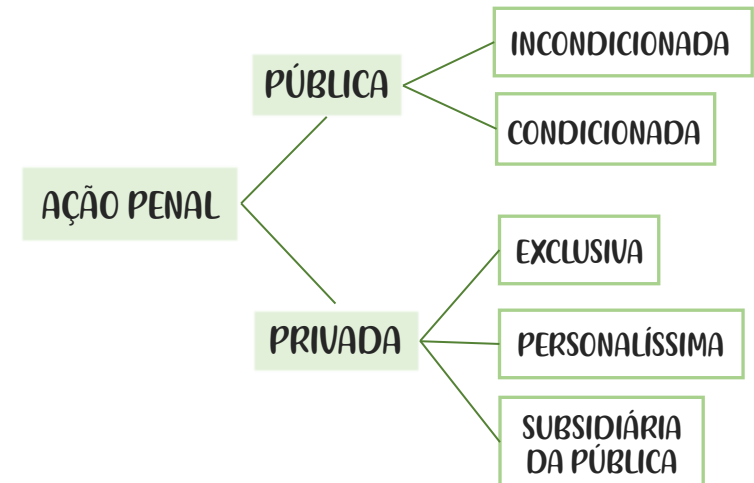 AÇÃO PENAL
PÚBLICA
INCONDICIONADA
CONDICIONADA
PRIVADA
EXCLUSIVA
PERSONALÍSSIMA
SUBSIDIÁRIA
DA PÚBLICA